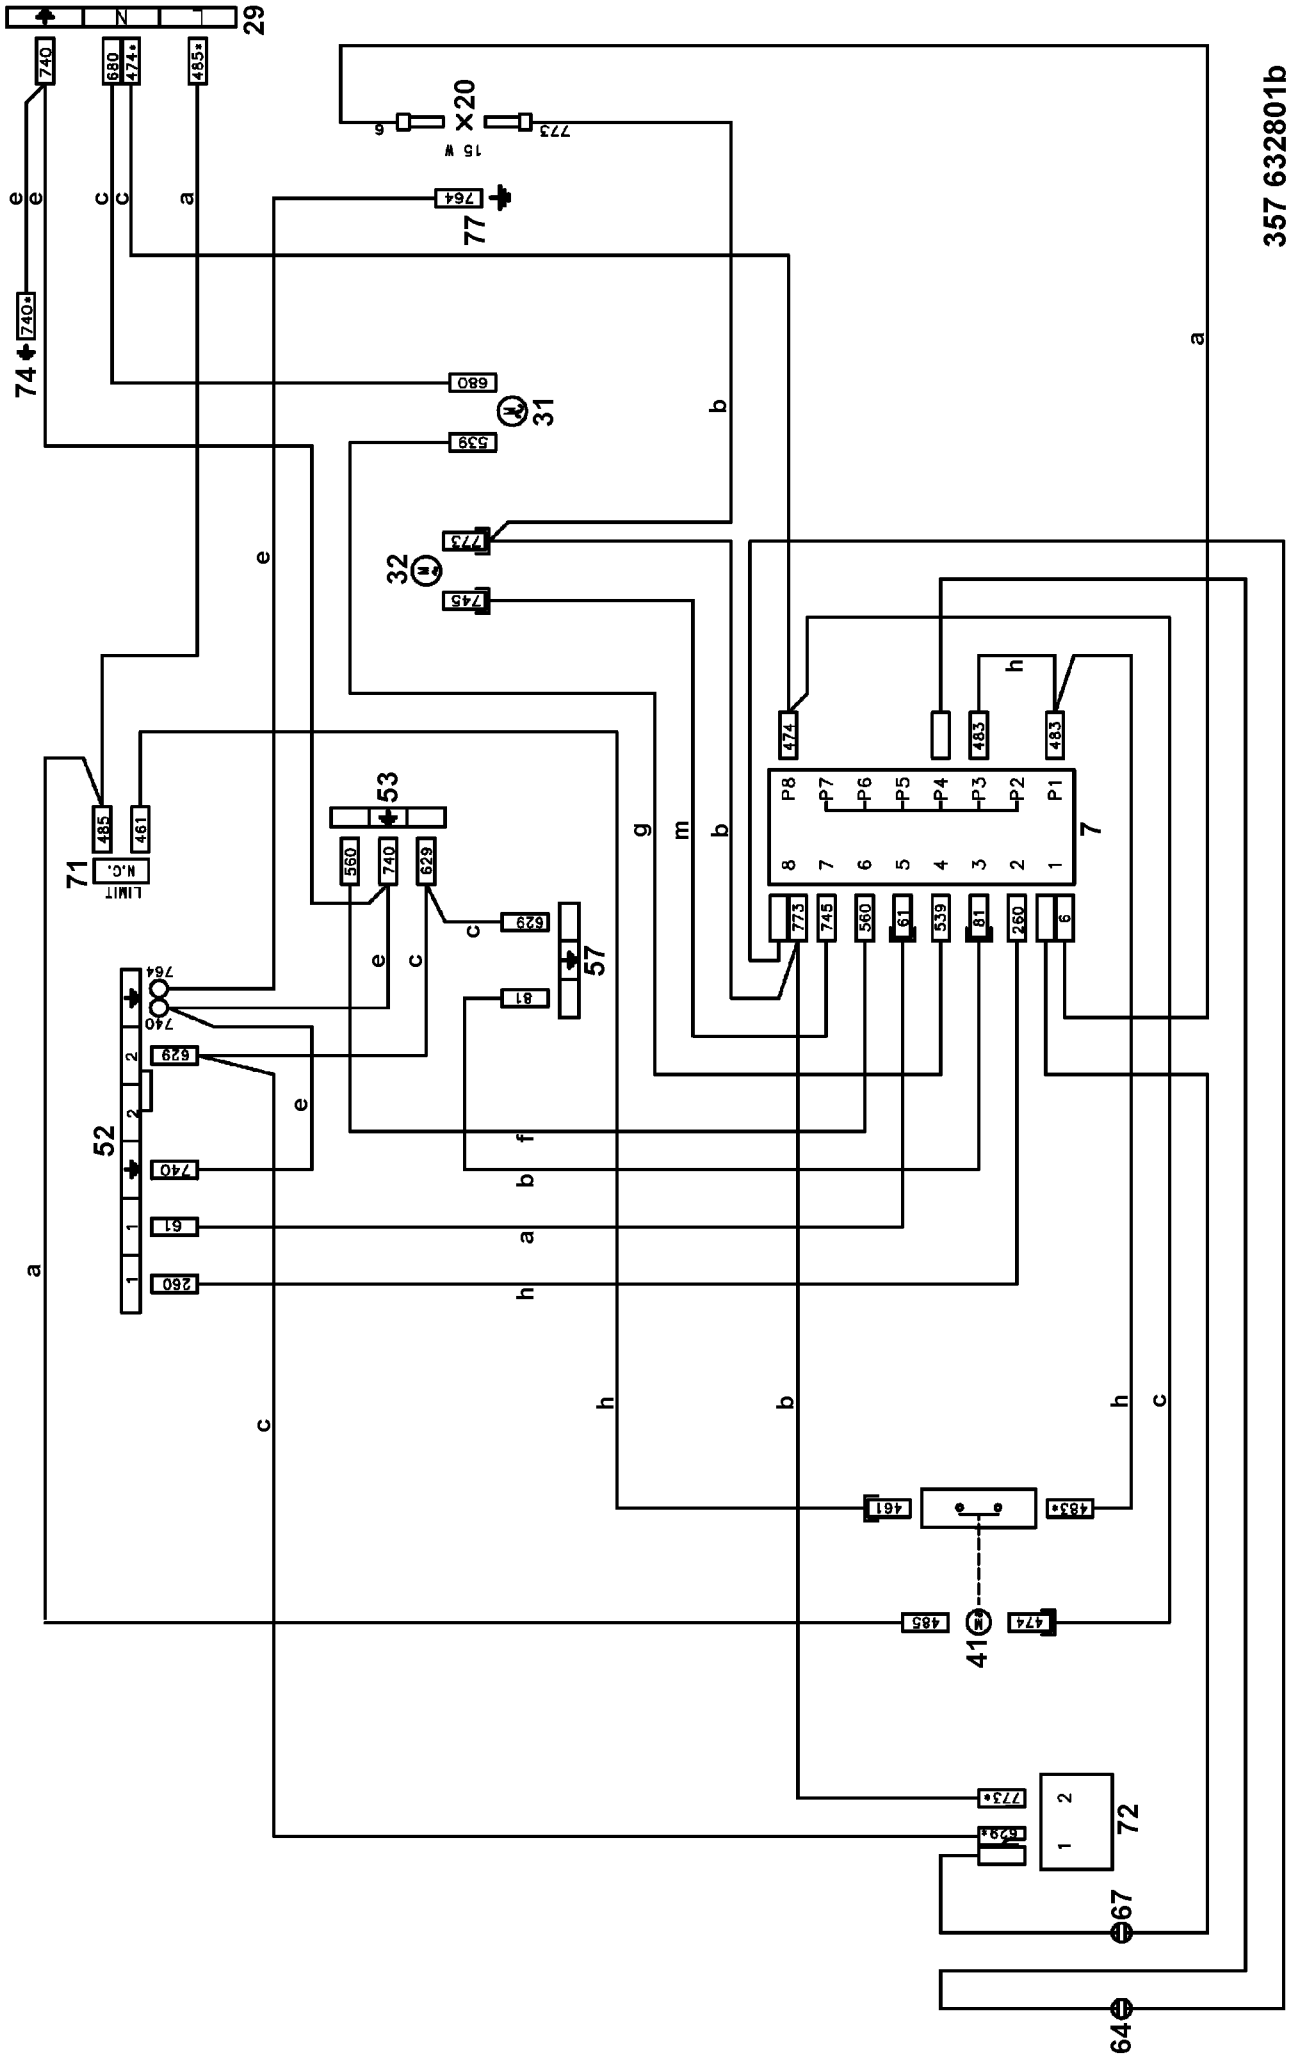 N
L
29
740
680
474*
485*
6
×20
773
15 W
e
e
c
c
a
764
77
740*
74
a
680
31
539
b
773
32
745
e
474
483
483
h
485
461
71
N.C.
LIMIT
53
560
740
629
g
m
b
P8
P7
P6
P5
P4
P3
P2
P1
8
7
6
5
4
3
2
1
7
773
745
560
61
539
81
260
6
629
57
81
c
e
c
764
740
2
629
2
52
740
1
61
1
260
e
f
b
a
h
a
c
h
b
h
c
461
483*
485
41
474
773*
629*
2
1
72
67
64
357 632801b